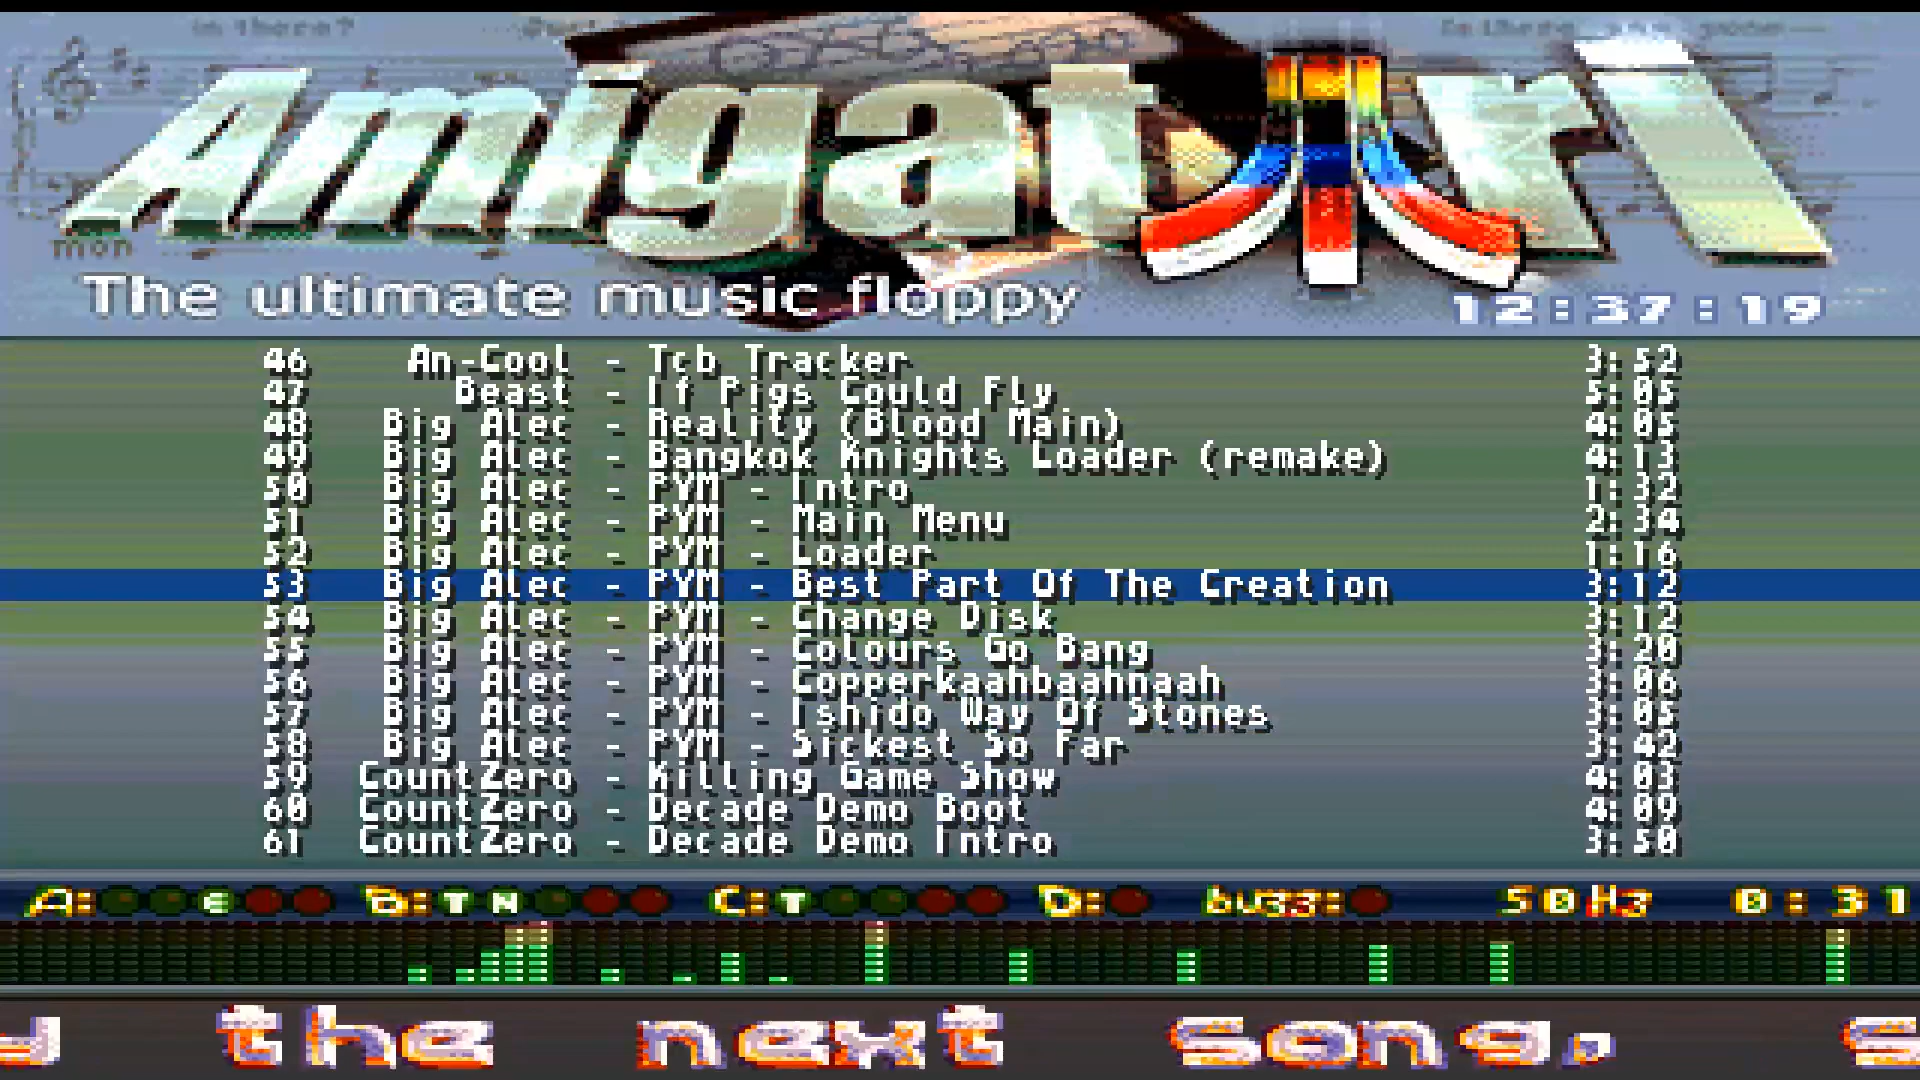 in there?
Amigatari
mon
The ultimate music floppy
12:37:19
46 An-Cool - Tcb Tracker 3:52
47 Beast - If Pigs Could Fly 5:05
48 Big Alec - Reality (Blood Main) 4:05
49 Big Alec - Bangkok Knights Loader (remake) 4:13
50 Big Alec - PYM - Intro 1:32
51 Big Alec - PYM - Main Menu 2:34
52 Big Alec - PYM - Loader 1:16
53 Big Alec - PYM - Best Part Of The Creation 3:12
54 Big Alec - PYM - Change Disk 3:12
55 Big Alec - PYM - Colours Go Bang 3:20
56 Big Alec - PYM - Copperkaahbaahnaah 3:06
57 Big Alec - PYM - Ishido Way Of Stones 3:05
58 Big Alec - PYM - Sickest So Far 3:42
59 CountZero - Killing Game Show 4:03
60 CountZero - Decade Demo Boot 4:09
61 CountZero - Decade Demo Intro 3:50
A: E B: T N C: T D: buzz: 50Hz 0:31
the next song, s